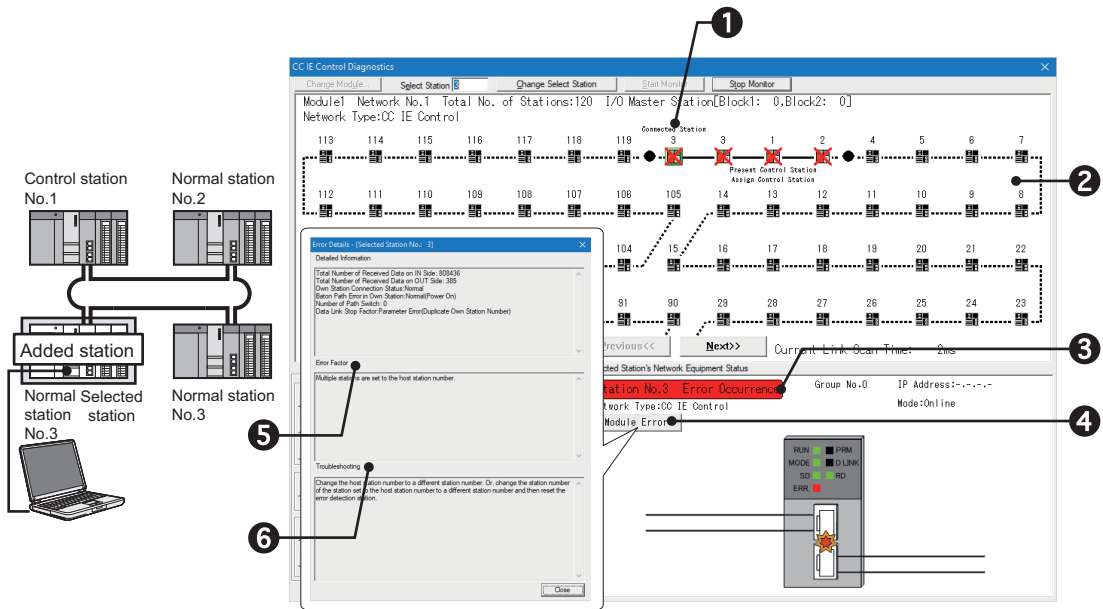 1
CC IE Control Diagnostics
Change Module... Select Station 3 Change Select Station Start Monitor Stop Monitor
Module1 Network No.1 Total No. of Stations:120 I/O Master Station[Block1: 0,Block2: 0]
Network Type:CC IE Control
Connected Station
113 114 115 116 117 118 119 3 3 1 2 4 5 6 7
Present Control Station
Assign Control Station
2
112 111 110 109 108 107 106 105 14 13 12 11 10 9 8
104 15 16 17 18 19 20 21 22
91 90 29 28 27 26 25 24 23
Previous<< Next>> Current Link Scan Time: 2ms
3
cted Station's Network Equipment Status
tation No.3 Error Occurrence Group No.0 IP Address:-.-.-.-
twork Type:CC IE Control Mode:Online
Module Error
4
RUN PRM
MODE D LINK
SD RD
ERR.
Control station
No.1
Normal station
No.2
Added station
Normal
station
No.3
Selected
station
Normal station
No.3
Error Details - [Selected Station No.: 3]
Detailed Information
Total Number of Received Data on IN Side: 808436
Total Number of Received Data on OUT Side: 385
Own Station Connection Status:Normal
Baton Path Error in Own Station:Normal(Power On)
Number of Path Switch: 0
Data Link Stop Factor:Parameter Error(Duplicate Own Station Number)
Error Factor
5
Multiple stations are set to the host station number.
Troubleshooting
6
Change the host station number to a different station number. Or, change the station number
of the station set to the host station number to a different station number and then reset the
error detection station.
Close